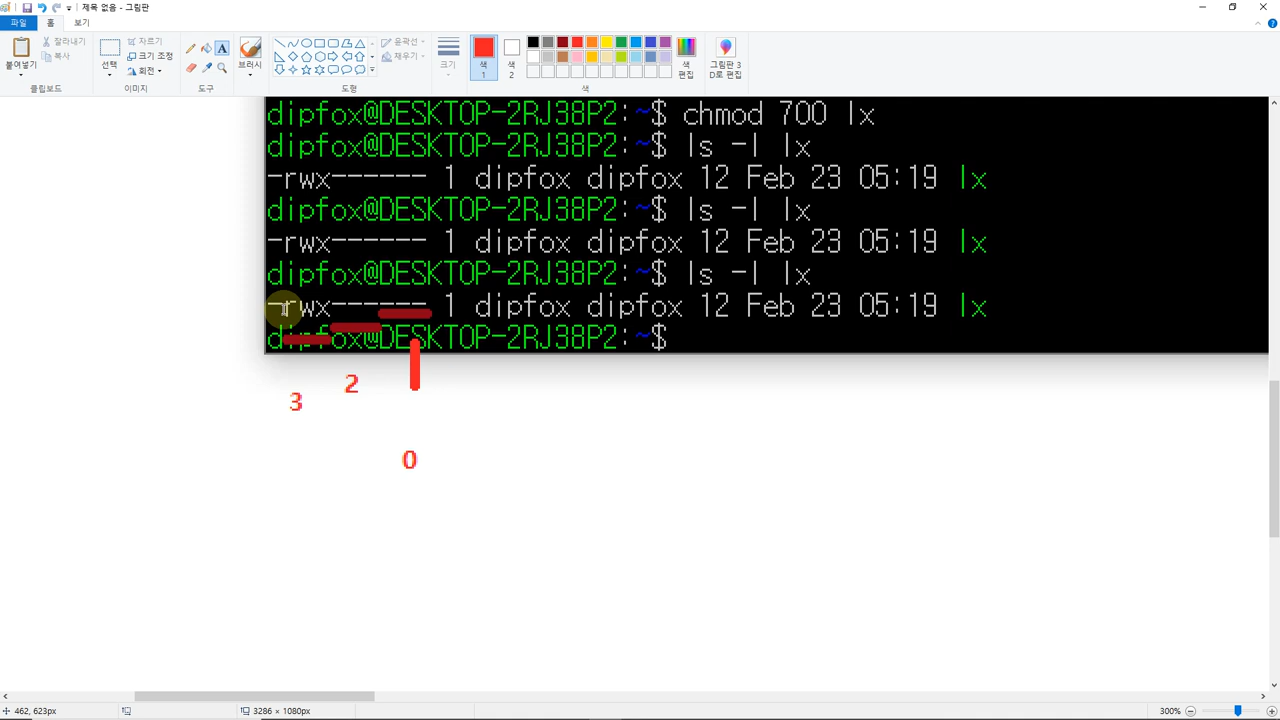 제목 없음 - 그림판
파일 홈 보기
붙여넣기
잘라내기
복사
클립보드
선택
자르기
크기 조정
회전
이미지
A
도구
브러시
윤곽선
채우기
도형
크기
색 1
색 2
색 편집
색
그림판 3D로 편집
dipfox@DESKTOP-2RJ38P2:~$ chmod 700 lx
dipfox@DESKTOP-2RJ38P2:~$ ls -l lx
-rwx------ 1 dipfox dipfox 12 Feb 23 05:19 lx
dipfox@DESKTOP-2RJ38P2:~$ ls -l lx
-rwx------ 1 dipfox dipfox 12 Feb 23 05:19 lx
dipfox@DESKTOP-2RJ38P2:~$ ls -l lx
-rwx------ 1 dipfox dipfox 12 Feb 23 05:19 lx
dipfox@DESKTOP-2RJ38P2:~$
3 2
0
462, 623px
3286 × 1080px
300%